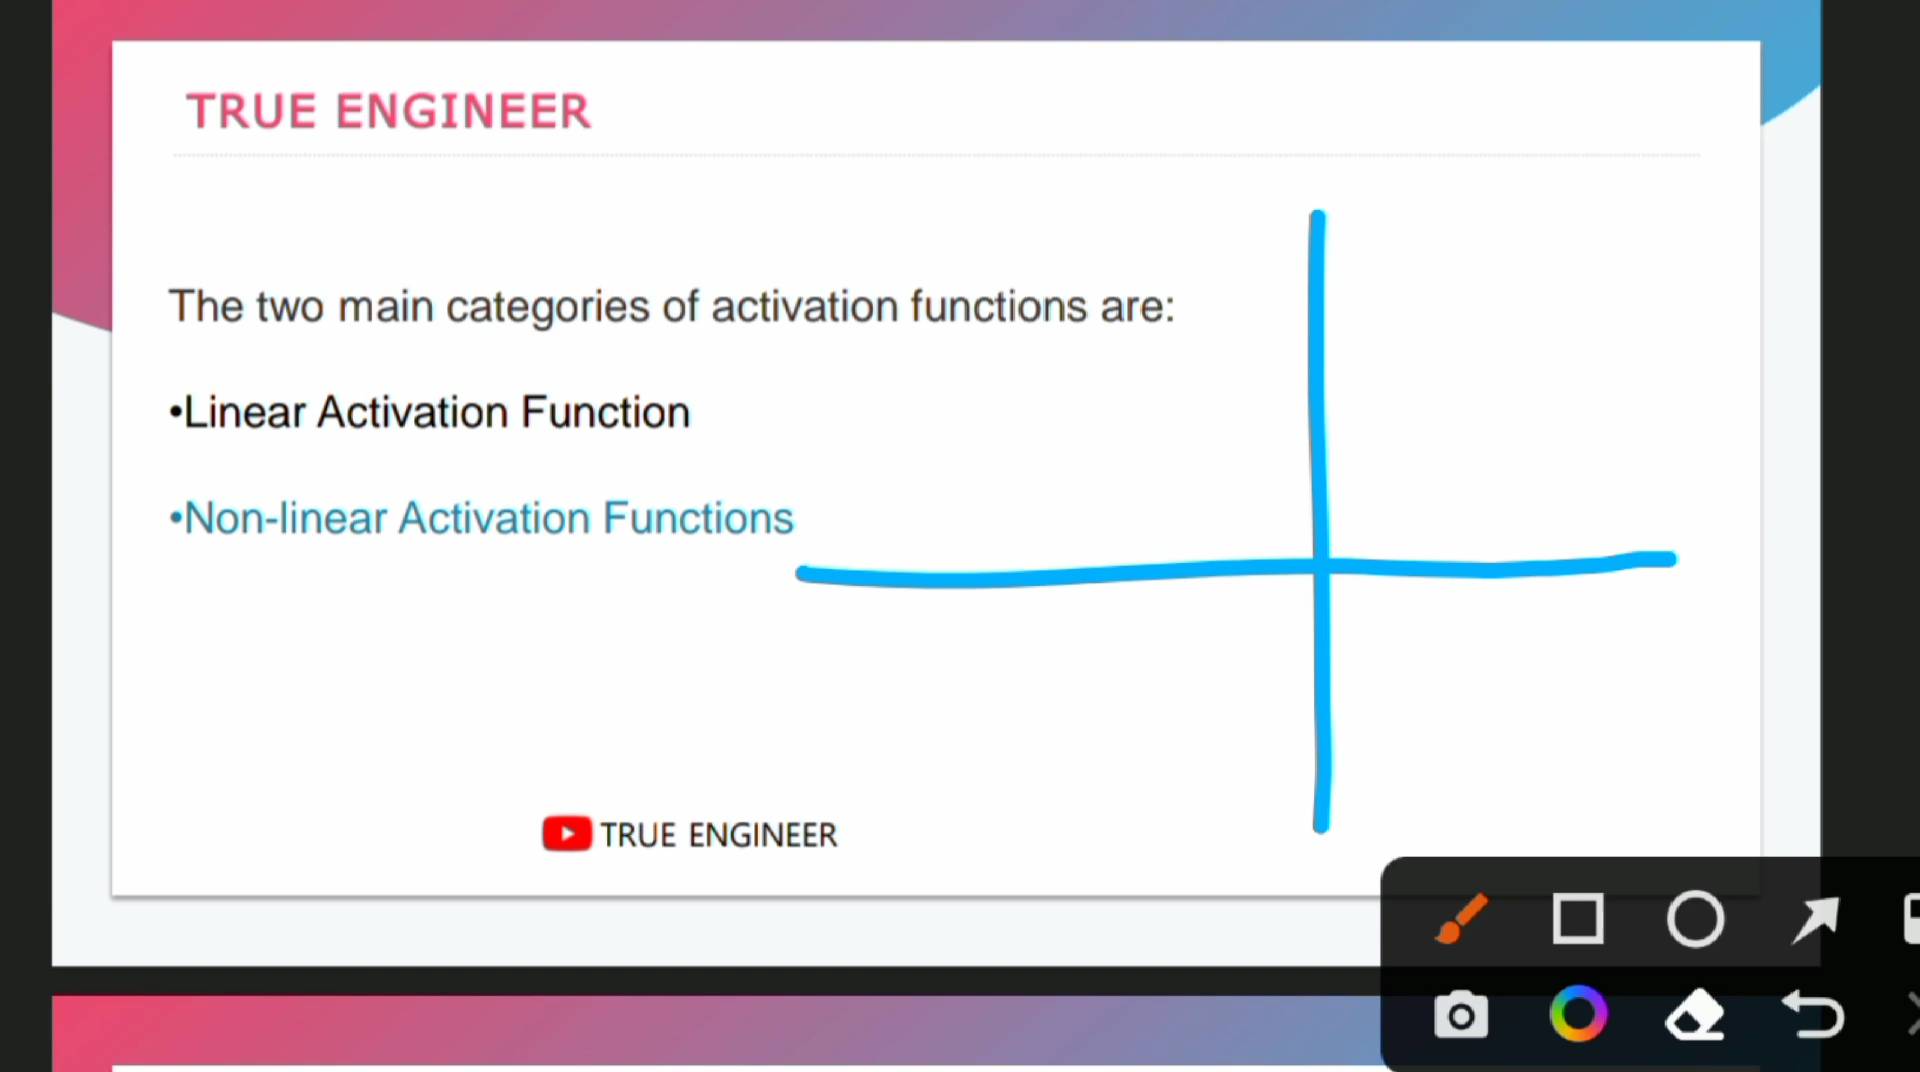 TRUE ENGINEER
The two main categories of activation functions are:
•Linear Activation Function
•Non-linear Activation Functions
TRUE ENGINEER